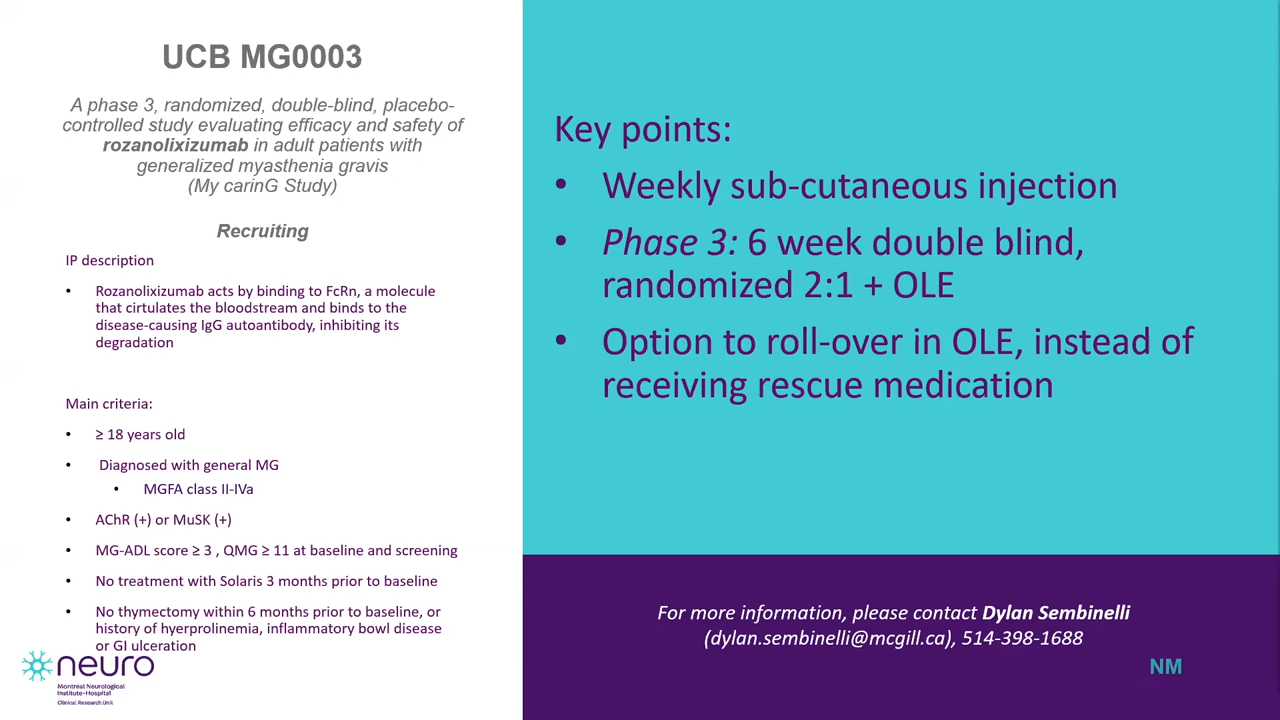 UCB MG0003
A phase 3, randomized, double-blind, placebo-
controlled study evaluating efficacy and safety of
rozanolixizumab in adult patients with
generalized myasthenia gravis
(My carinG Study)
Recruiting
IP description
• Rozanolixizumab acts by binding to FcRn, a molecule
that cirtulates the bloodstream and binds to the
disease-causing IgG autoantibody, inhibiting its
degradation
Main criteria:
• ≥ 18 years old
• Diagnosed with general MG
• MGFA class II-IVa
• AChR (+) or MuSK (+)
• MG-ADL score ≥ 3 , QMG ≥ 11 at baseline and screening
• No treatment with Solaris 3 months prior to baseline
• No thymectomy within 6 months prior to baseline, or
history of hyerprolinemia, inflammatory bowl disease
or GI ulceration
neuro
Montreal Neurological
Institute-Hospital
Clinical Research Unit
Key points:
• Weekly sub-cutaneous injection
• Phase 3: 6 week double blind,
randomized 2:1 + OLE
• Option to roll-over in OLE, instead of
receiving rescue medication
For more information, please contact Dylan Sembinelli
(dylan.sembinelli@mcgill.ca), 514-398-1688
NM